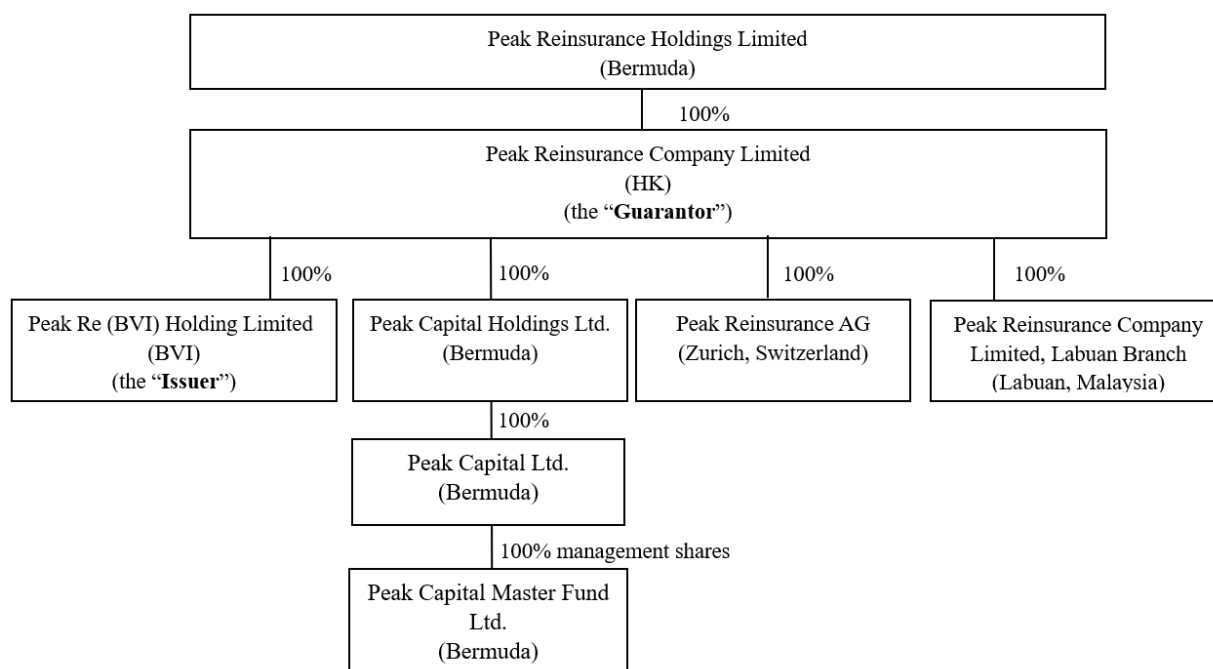 Peak Reinsurance Holdings Limited
(Bermuda)
100%
Peak Reinsurance Company Limited
(HK)
(the “Guarantor”)
100%
100%
100%
100%
Peak Re (BVI) Holding Limited
(BVI)
(the “Issuer”)
Peak Capital Holdings Ltd.
(Bermuda)
Peak Reinsurance AG
(Zurich, Switzerland)
Peak Reinsurance Company
Limited, Labuan Branch
(Labuan, Malaysia)
100%
Peak Capital Ltd.
(Bermuda)
100% management shares
Peak Capital Master Fund
Ltd.
(Bermuda)